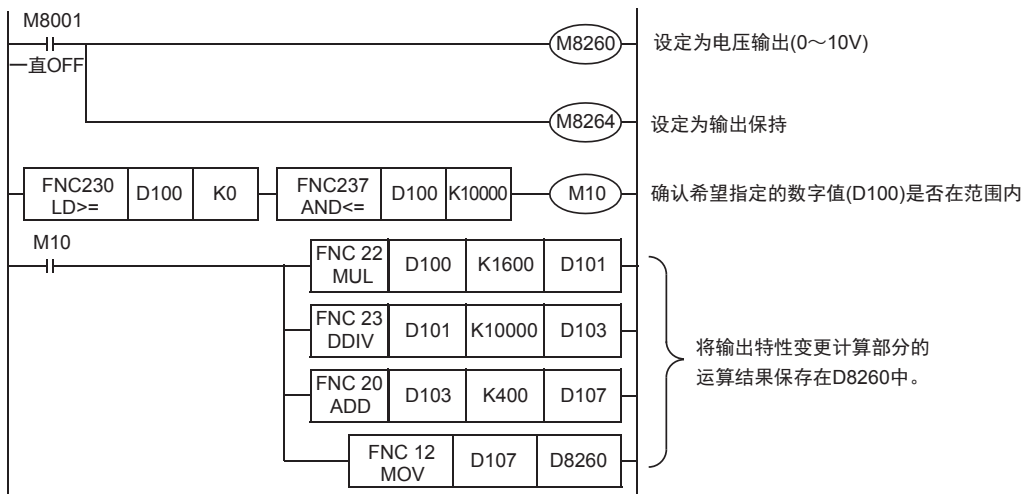 M8001
一直OFF
M8260
设定为电压输出(0～10V)
M8264
设定为输出保持
FNC230
LD>=
D100
K0
FNC237
AND<=
D100
K10000
M10
确认希望指定的数字值(D100)是否在范围内
M10
FNC 22
MUL
D100
K1600
D101
FNC 23
DDIV
D101
K10000
D103
FNC 20
ADD
D103
K400
D107
FNC 12
MOV
D107
D8260
将输出特性变更计算部分的
运算结果保存在D8260中。